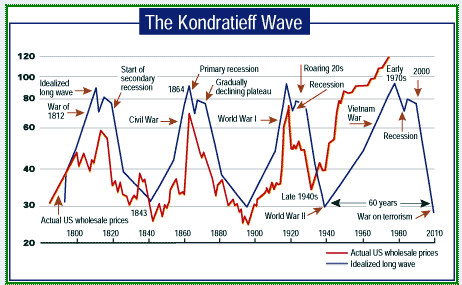 The Kondratieff Wave
120
100
80
60
40
30
20
Idealized
long wave
War of
1812
Start of
secondary
recession
Actual US wholesale prices
1843
Civil War
1864
Primary recession
Gradually
declining plateau
World War I
Roaring 20s
Recession
Late 1940s
World War II
Vietnam
War
Early
1970s
2000
Recession
60 years
War on terrorism
1800
1820
1840
1860
1880
1900
1920
1940
1960
1980
2010
Actual US wholesale prices
Idealized long wave